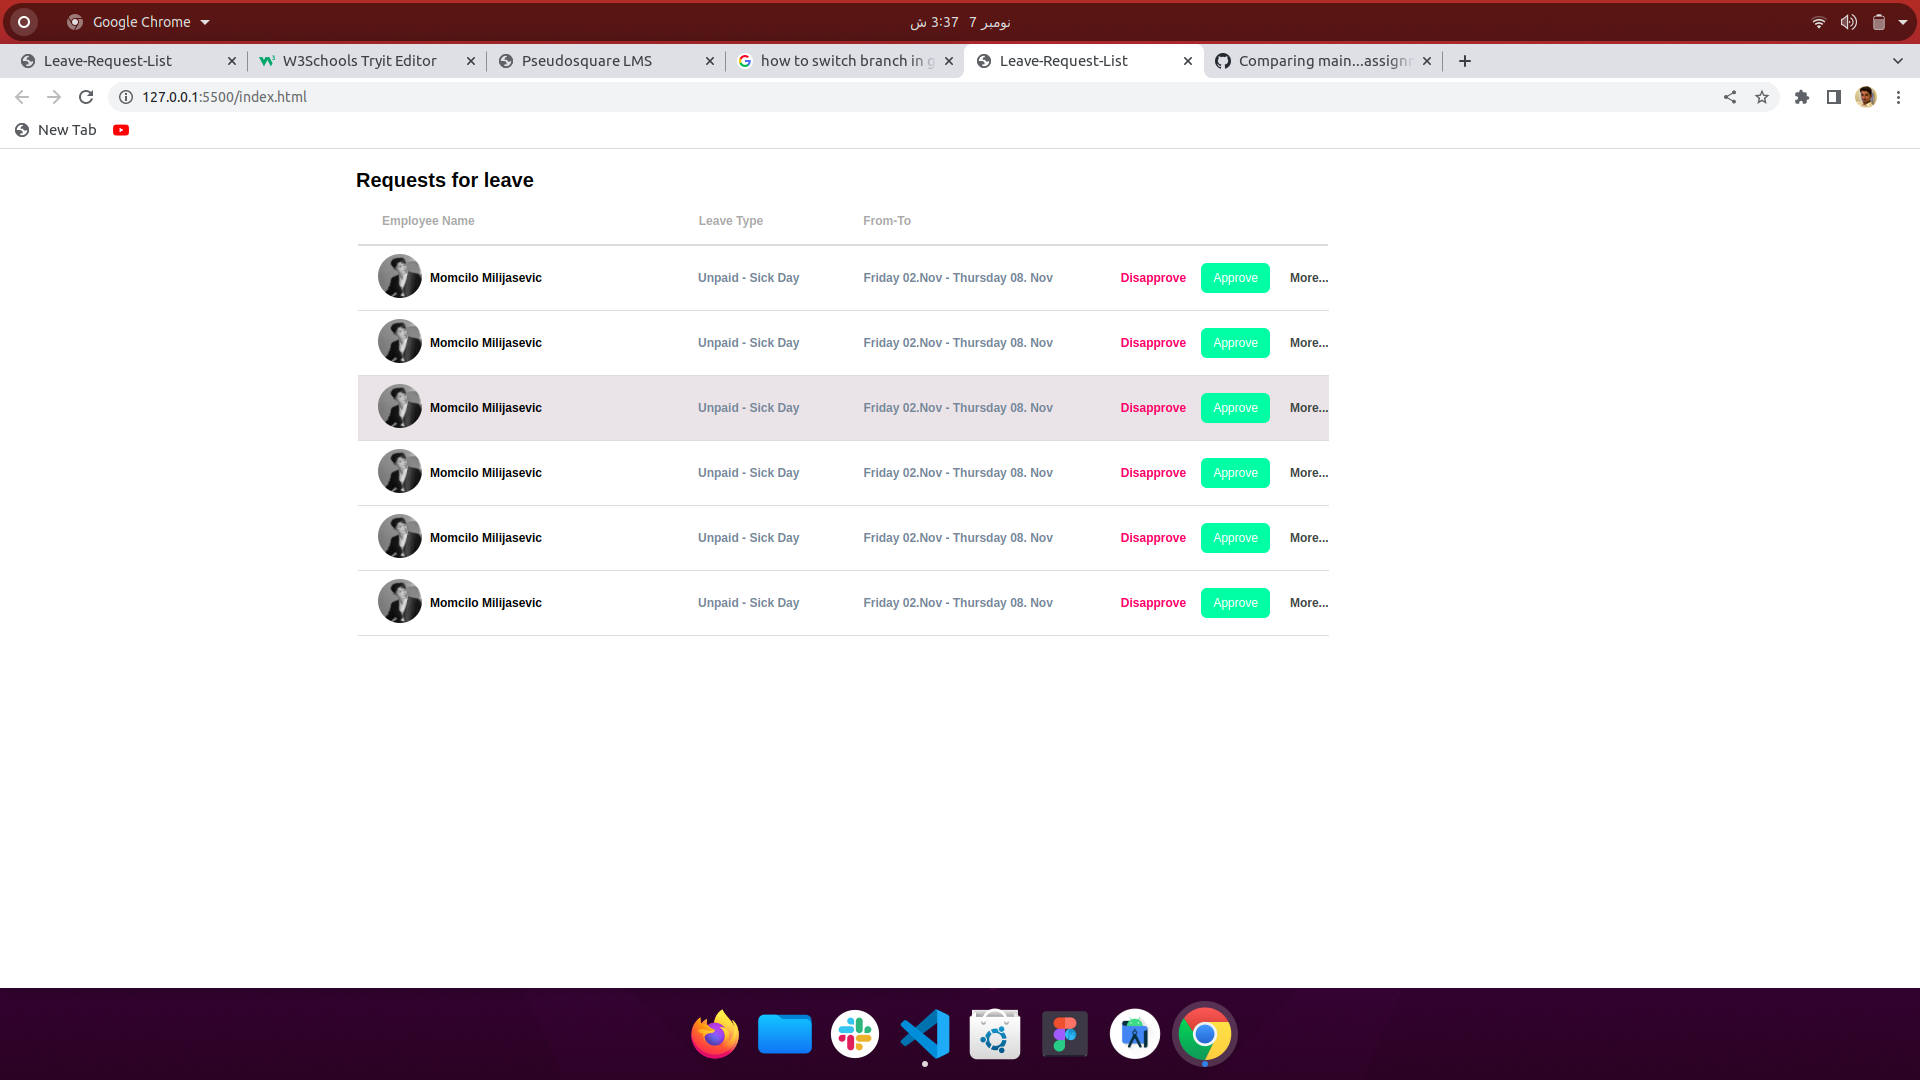 Google Chrome
نومبر 7  3:37 ش
Leave-Request-List
W3Schools Tryit Editor
Pseudosquare LMS
how to switch branch in g
Leave-Request-List
Comparing main...assignm
127.0.0.1:5500/index.html
New Tab
Requests for leave
Employee Name Leave Type From-To
Momcilo Milijasevic Unpaid - Sick Day Friday 02.Nov - Thursday 08. Nov Disapprove Approve More...
Momcilo Milijasevic Unpaid - Sick Day Friday 02.Nov - Thursday 08. Nov Disapprove Approve More...
Momcilo Milijasevic Unpaid - Sick Day Friday 02.Nov - Thursday 08. Nov Disapprove Approve More...
Momcilo Milijasevic Unpaid - Sick Day Friday 02.Nov - Thursday 08. Nov Disapprove Approve More...
Momcilo Milijasevic Unpaid - Sick Day Friday 02.Nov - Thursday 08. Nov Disapprove Approve More...
Momcilo Milijasevic Unpaid - Sick Day Friday 02.Nov - Thursday 08. Nov Disapprove Approve More...